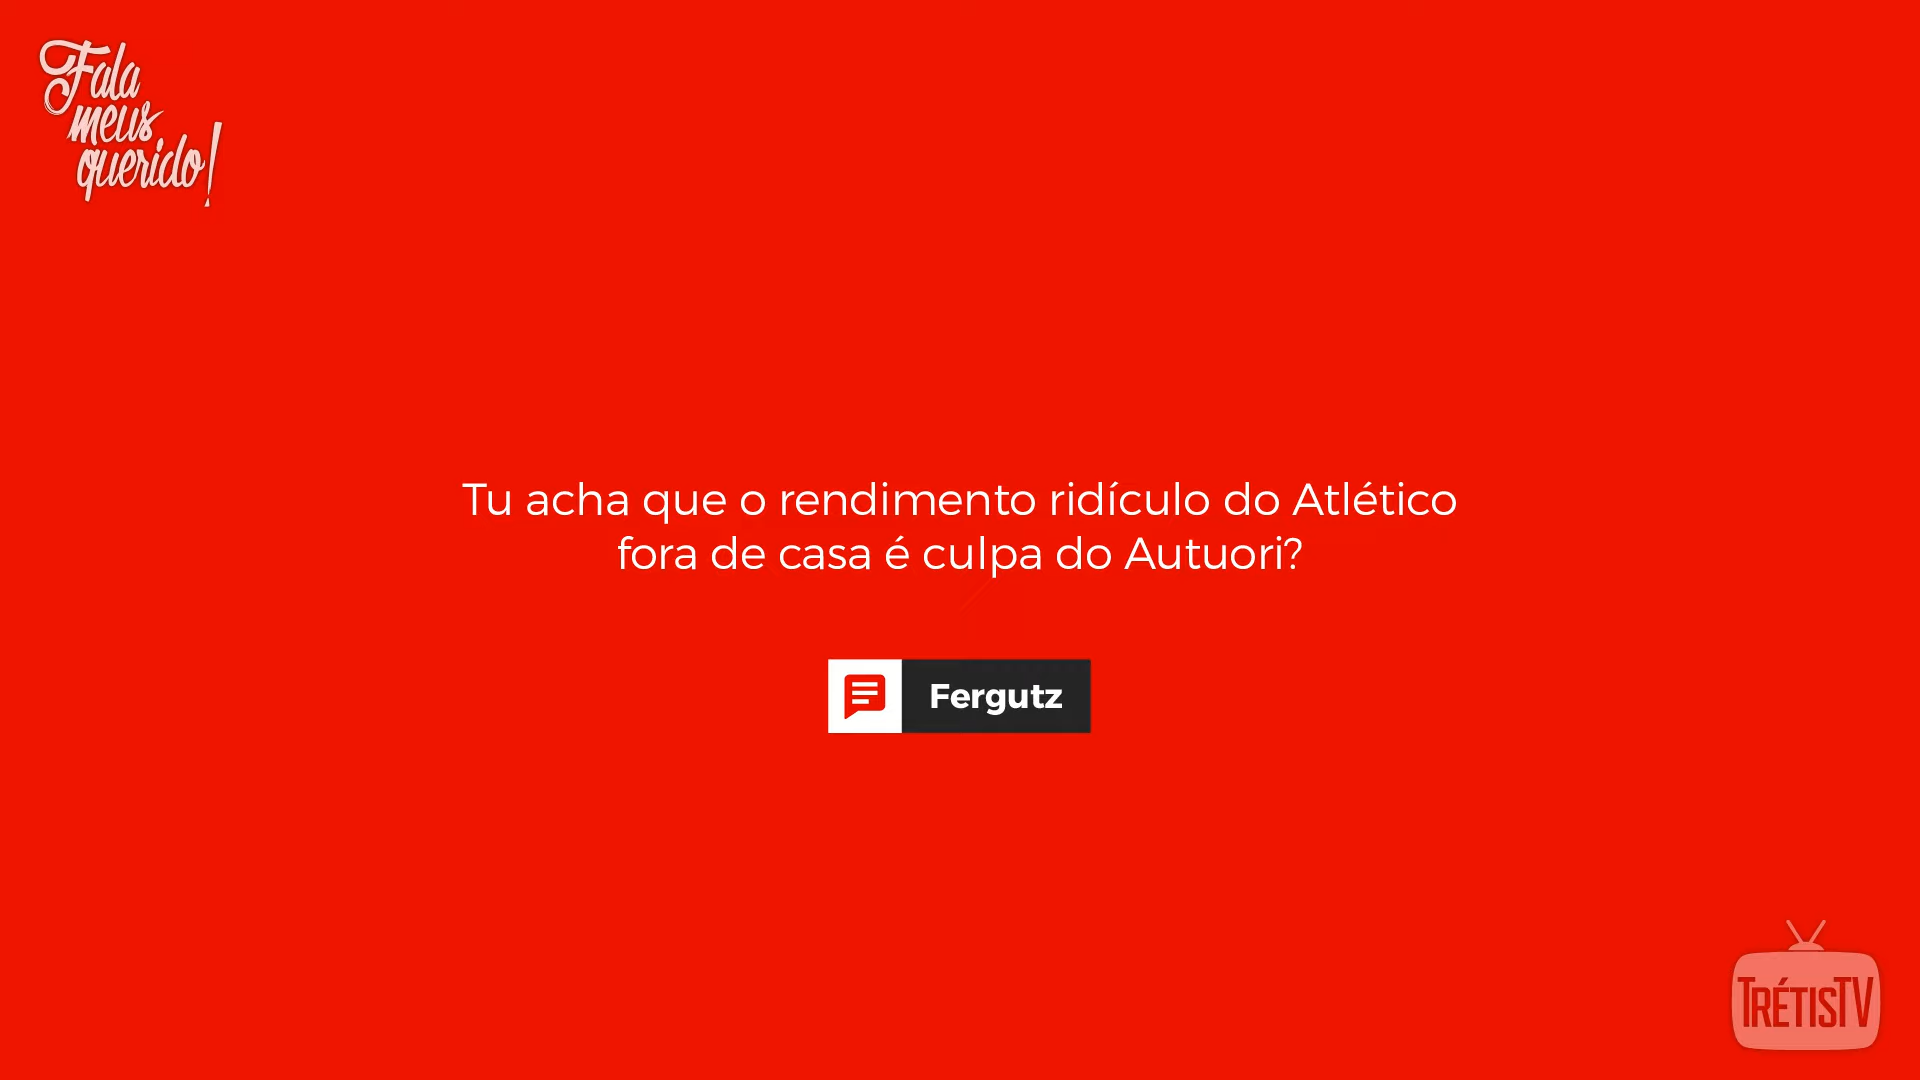 Fala
meus
querido!
Tu acha que o rendimento ridículo do Atlético
fora de casa é culpa do Autuori?
Fergutz
TRÉTISTV